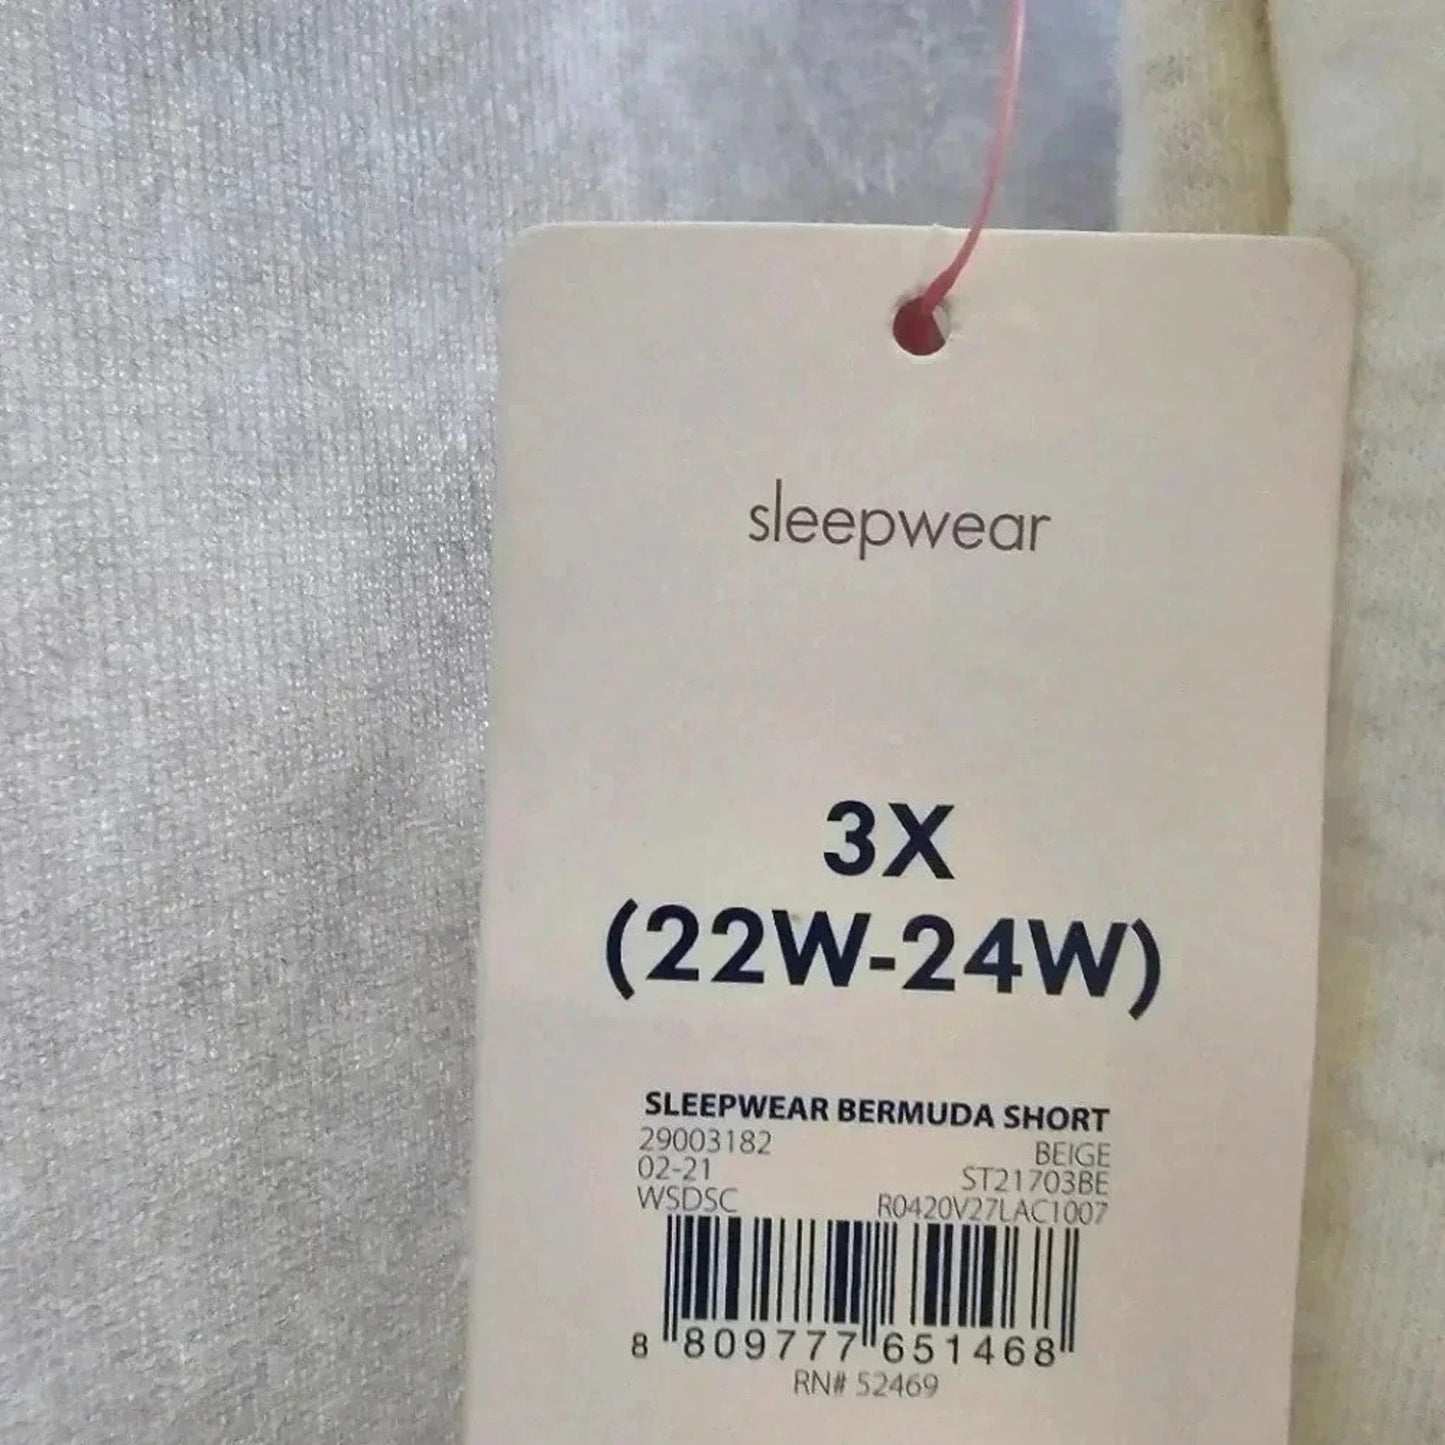 sleepwear
3X
(22W-24W)
SLEEPWEAR BERMUDA SHORT
29003182 BEIGE
02-21 ST21703BE
WSDSC R0420V27LAC1007
8 809777 651468
RN# 52469